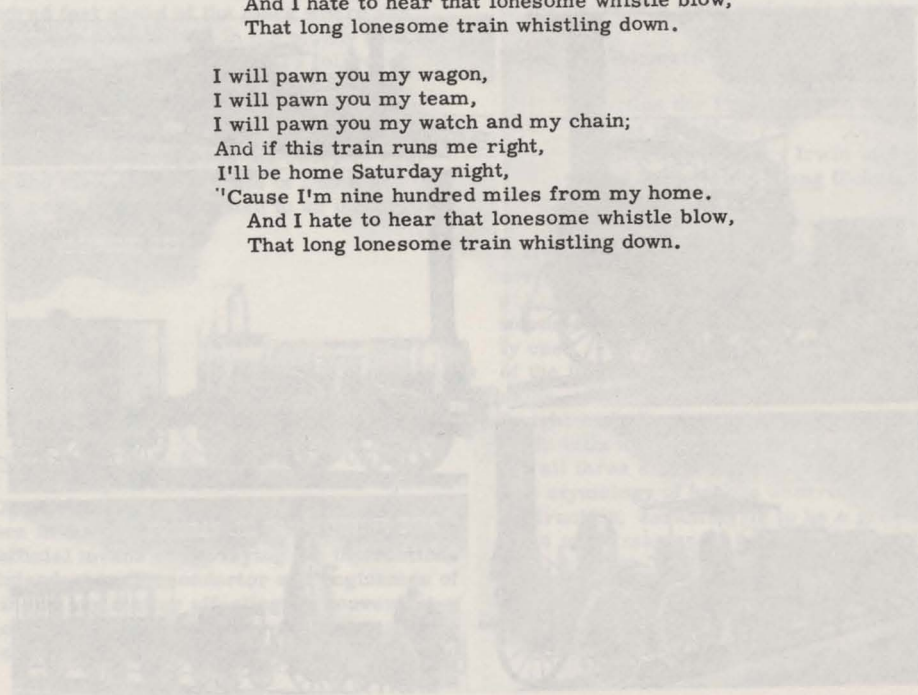 And I hate to hear that lonesome whistle blow,
That long lonesome train whistling down.
I will pawn you my wagon,
I will pawn you my team,
I will pawn you my watch and my chain;
And if this train runs me right,
I'll be home Saturday night,
"Cause I'm nine hundred miles from my home.
And I hate to hear that lonesome whistle blow,
That long lonesome train whistling down.